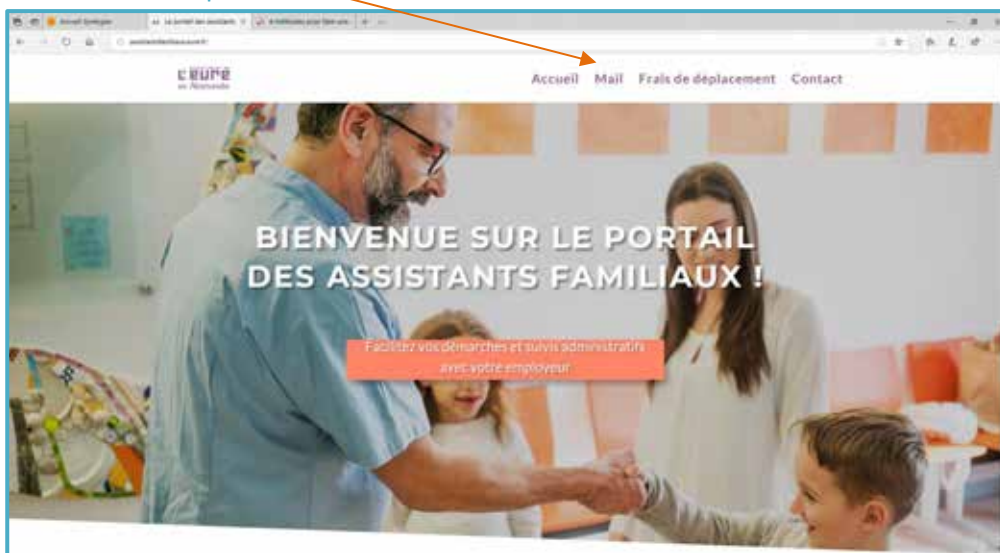 L'EURE
en Normandie
Accueil Mail Frais de déplacement Contact
BIENVENUE SUR LE PORTAIL
DES ASSISTANTS FAMILIAUX !
Facilitez vos démarches et suivis administratifs
avec votre employeur